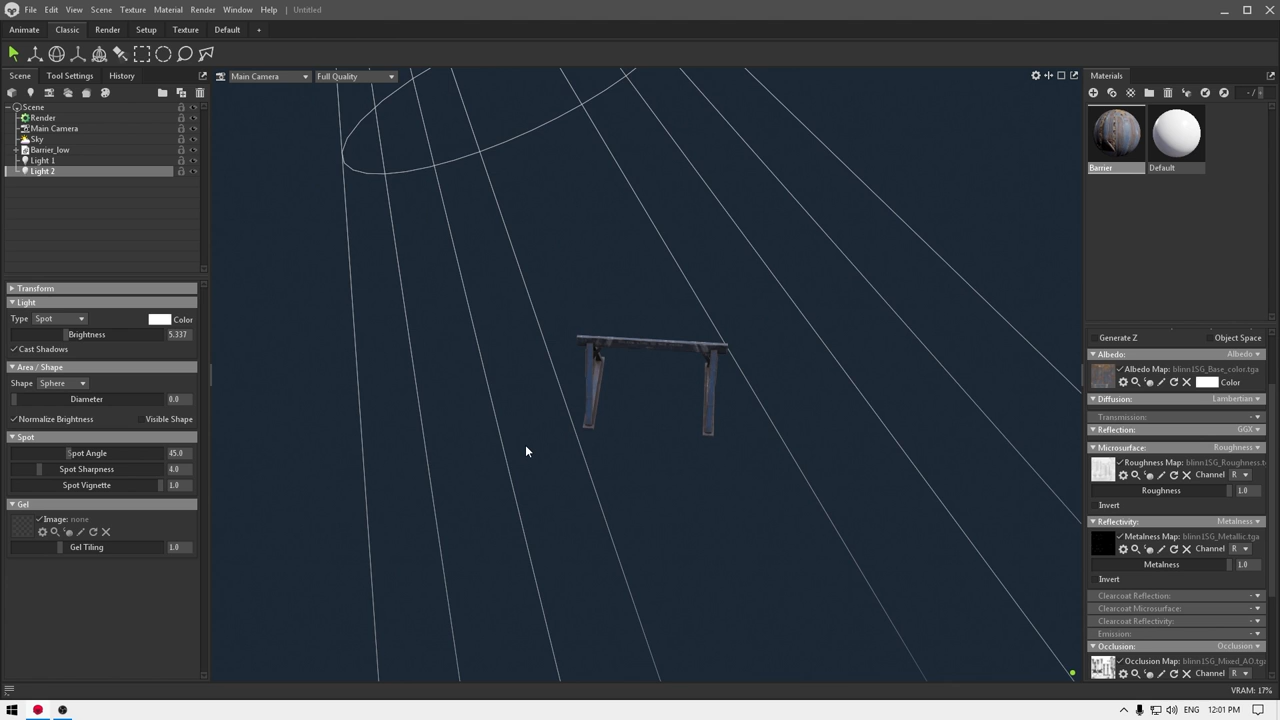 File Edit View Scene Texture Material Render Window Help Untitled
Animate Classic Render Setup Texture Default +
Scene Tool Settings History
Main Camera Full Quality
Materials
- /
Scene
Render
Main Camera
Sky
Barrier_low
Light 1
Light 2
Barrier Default
Transform
Light
Type Spot Color
Brightness 5.337
Cast Shadows
Area / Shape
Shape Sphere
Diameter 0.0
Normalize Brightness Visible Shape
Spot
Spot Angle 45.0
Spot Sharpness 4.0
Spot Vignette 1.0
Gel
Image: none
Gel Tiling 1.0
Generate Z Object Space
Albedo: Albedo
Albedo Map: blinn1SG_Base_color.tga
Color
Diffusion: Lambertian
Transmission: -
Reflection: GGX
Microsurface: Roughness
Roughness Map: blinn1SG_Roughness.t
Channel R
Roughness 1.0
Invert
Reflectivity: Metalness
Metalness Map: blinn1SG_Metallic.tga
Channel R
Metalness 1.0
Invert
Clearcoat Reflection: -
Clearcoat Microsurface: -
Clearcoat Reflectivity: -
Emission: -
Occlusion: Occlusion
Occlusion Map: blinn1SG_Mixed_AO.tg
Channel R
VRAM: 17%
ENG 12:01 PM